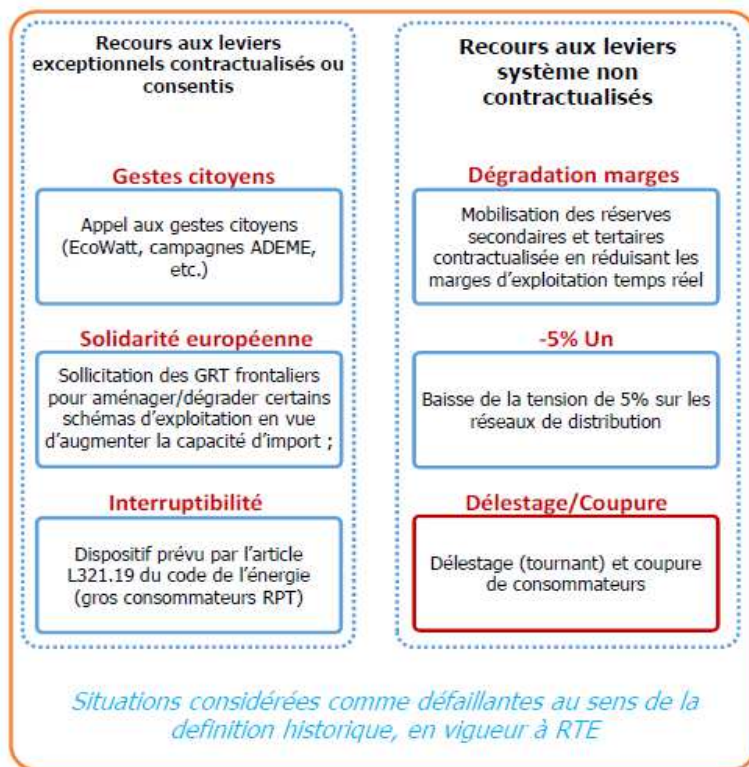 Recours aux leviers
exceptionnels contractualisés ou
consentis
Gestes citoyens
Appel aux gestes citoyens
(EcoWatt, campagnes ADEME,
etc.)
Solidarité européenne
Sollicitation des GRT frontaliers
pour aménager/dégrader certains
schémas d'exploitation en vue
d'augmenter la capacité d'import ;
Interruptibilité
Dispositif prévu par l'article
L321.19 du code de l'énergie
(gros consommateurs RPT)
Recours aux leviers
système non
contractualisés
Dégradation marges
Mobilisation des réserves
secondaires et tertaires
contractualisée en réduisant les
marges d'exploitation temps réel
-5% Un
Baisse de la tension de 5% sur les
réseaux de distribution
Délestage/Coupure
Délestage (tournant) et coupure
de consommateurs
Situations considérées comme défaillantes au sens de la
definition historique, en vigueur à RTE